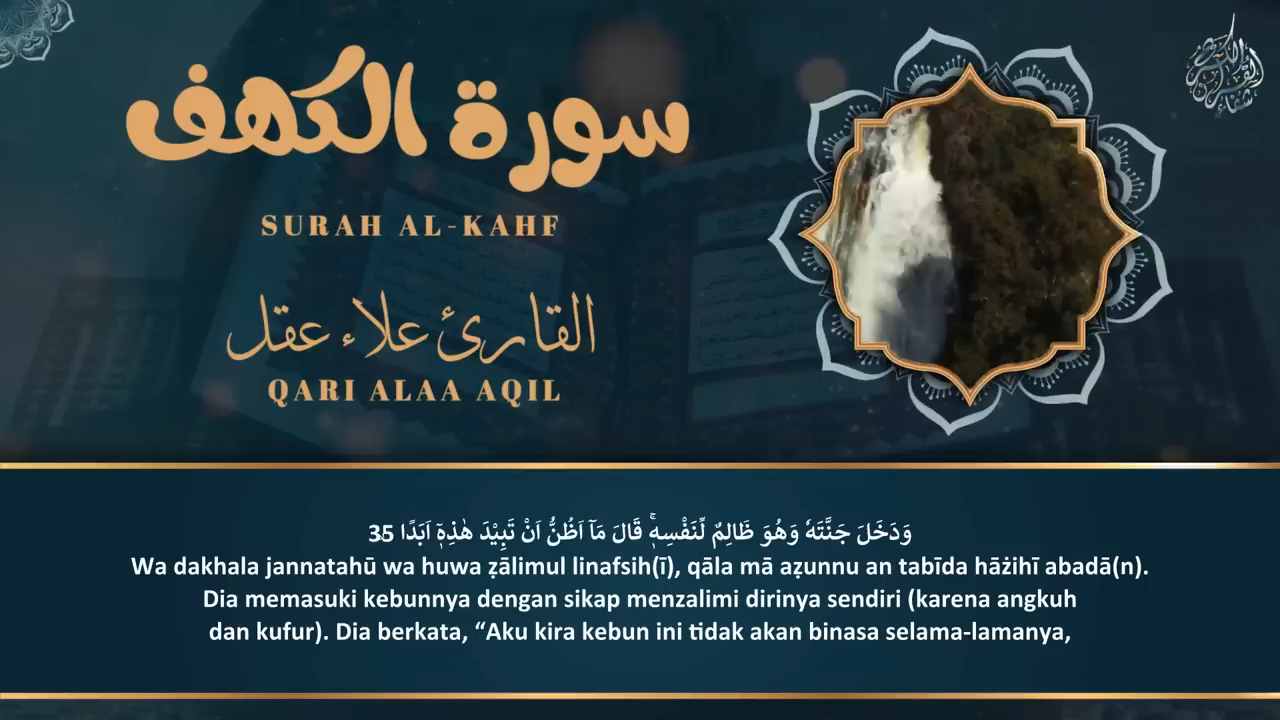 سورة الكهف
SURAH AL-KAHF
القارئ علاء عقل
QARI ALAA AQIL
وَدَخَلَ جَنَّتَهٗ وَهُوَ ظَالِمٌ لِّنَفْسِهٖۚ قَالَ مَآ اَظُنُّ اَنْ تَبِيْدَ هٰذِهٖٓ اَبَدًا 35
Wa dakhala jannatahū wa huwa ẓālimul linafsih(ī), qāla mā aẓunnu an tabīda hāżihī abadā(n).
Dia memasuki kebunnya dengan sikap menzalimi dirinya sendiri (karena angkuh
dan kufur). Dia berkata, “Aku kira kebun ini tidak akan binasa selama-lamanya,